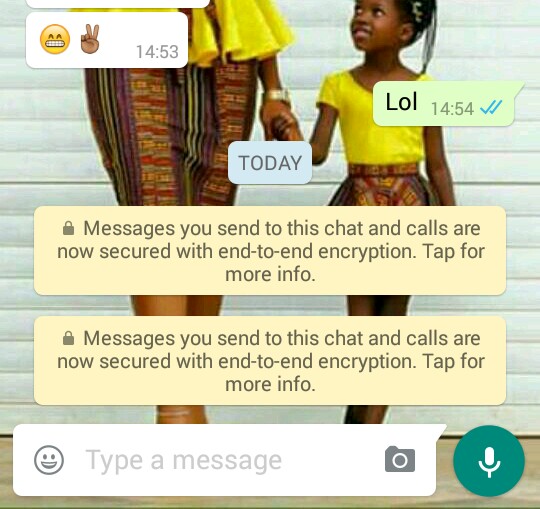 😁✌🏽 14:53
Lol 14:54
TODAY
Messages you send to this chat and calls are
now secured with end-to-end encryption. Tap for
more info.
Messages you send to this chat and calls are
now secured with end-to-end encryption. Tap for
more info.
Type a message